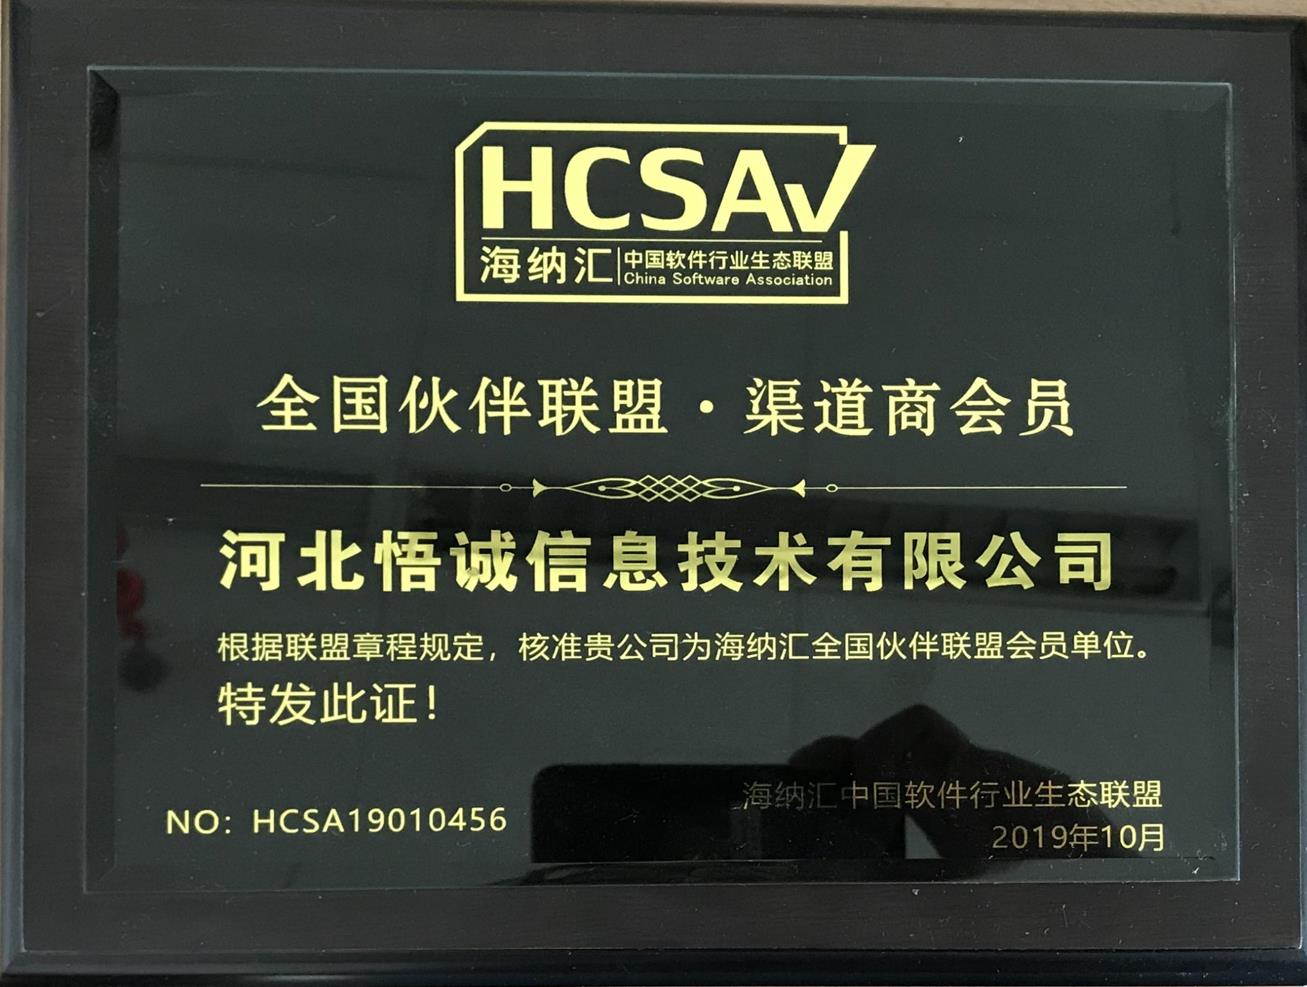 HCSA
海纳汇
中国软件行业生态联盟
China Software Association
全国伙伴联盟·渠道商会员
河北悟诚信息技术有限公司
根据联盟章程规定，核准贵公司为海纳汇全国伙伴联盟会员单位。
特发此证！
NO: HCSA19010456
海纳汇中国软件行业生态联盟
2019年10月